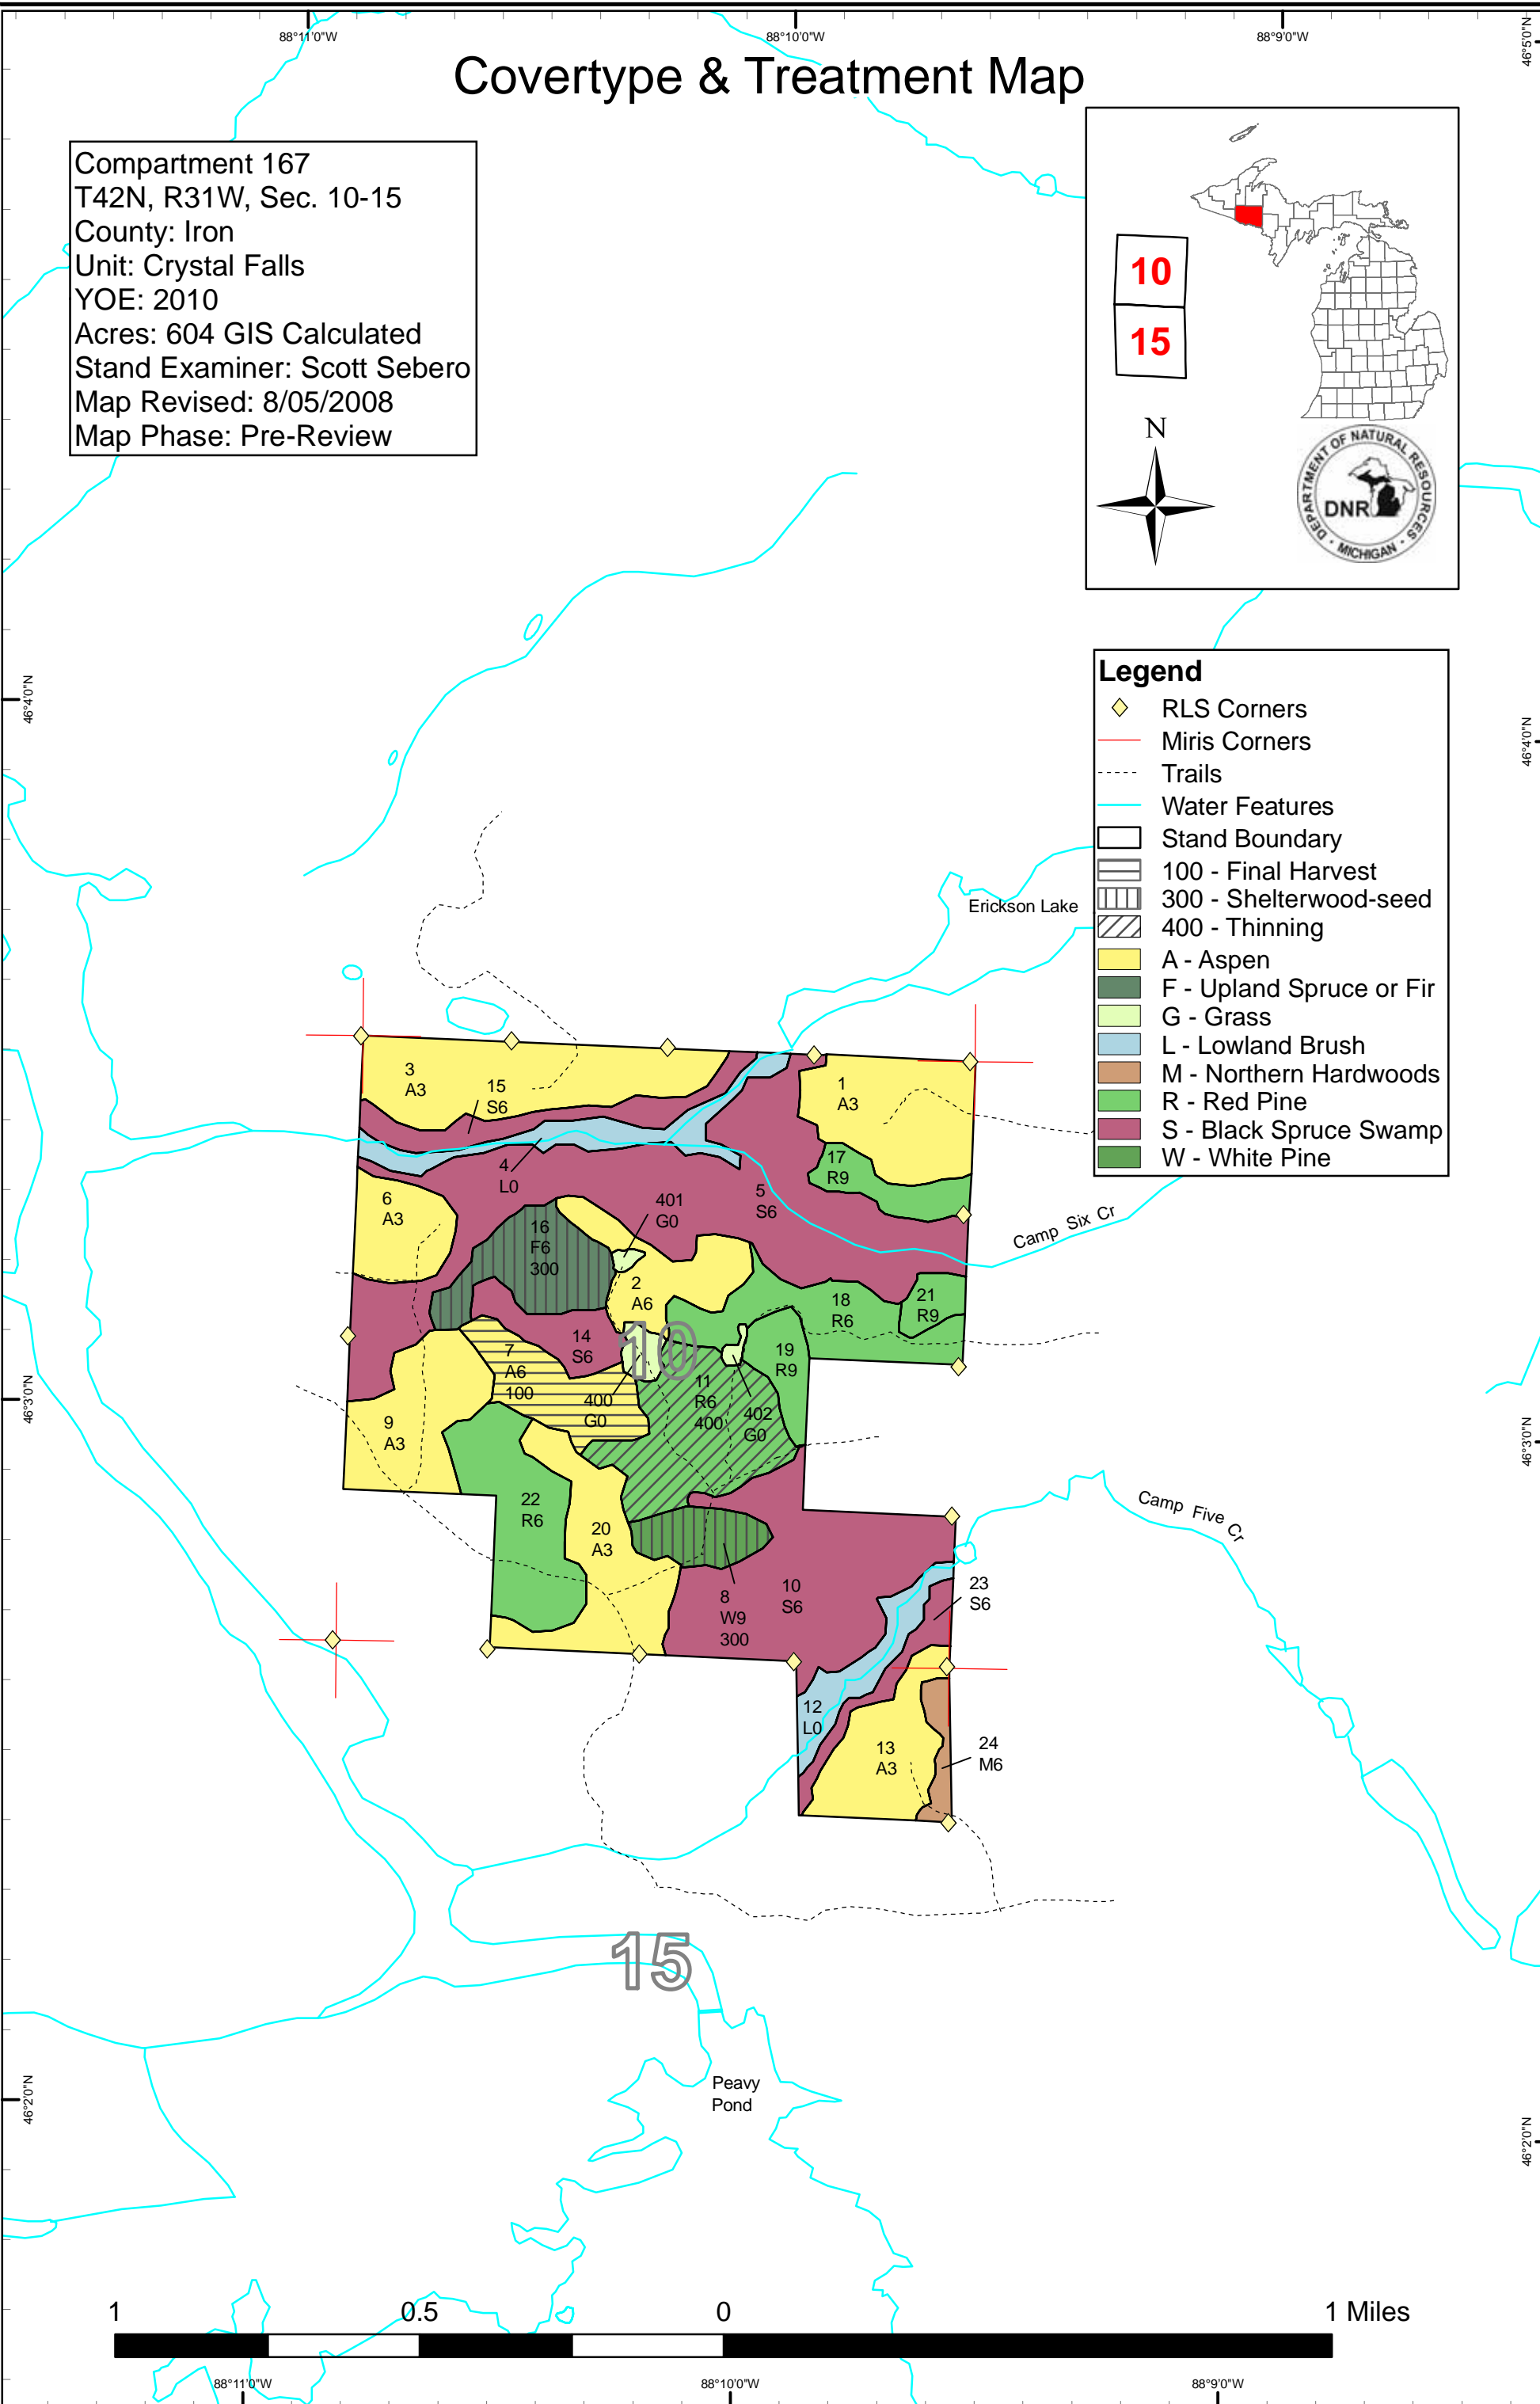 88°11'0"W
88°10'0"W
88°9'0"W
46°5'0"N
Covertype & Treatment Map
Compartment 167
T42N, R31W, Sec. 10-15
County: Iron
Unit: Crystal Falls
YOE: 2010
Acres: 604 GIS Calculated
Stand Examiner: Scott Sebero
Map Revised: 8/05/2008
Map Phase: Pre-Review
10
15
N
DEPARTMENT OF NATURAL RESOURCES
DNR
• MICHIGAN •
Legend
RLS Corners
Miris Corners
Trails
Water Features
Stand Boundary
100 - Final Harvest
300 - Shelterwood-seed
400 - Thinning
A - Aspen
F - Upland Spruce or Fir
G - Grass
L - Lowland Brush
M - Northern Hardwoods
R - Red Pine
S - Black Spruce Swamp
W - White Pine
46°4'0"N
46°4'0"N
Erickson Lake
3
A3
15
S6
1
A3
17
R9
4
L0
6
A3
401
G0
5
S6
Camp Six Cr
16
F6
300
2
A6
18
R6
21
R9
14
S6
10
19
R9
7
A6
100
11
R6
400
400
G0
402
G0
9
A3
46°3'0"N
46°3'0"N
22
R6
20
A3
Camp Five Cr
8
W9
300
10
S6
23
S6
12
L0
13
A3
24
M6
15
Peavy
Pond
46°2'0"N
46°2'0"N
1
0.5
0
1 Miles
88°11'0"W
88°10'0"W
88°9'0"W